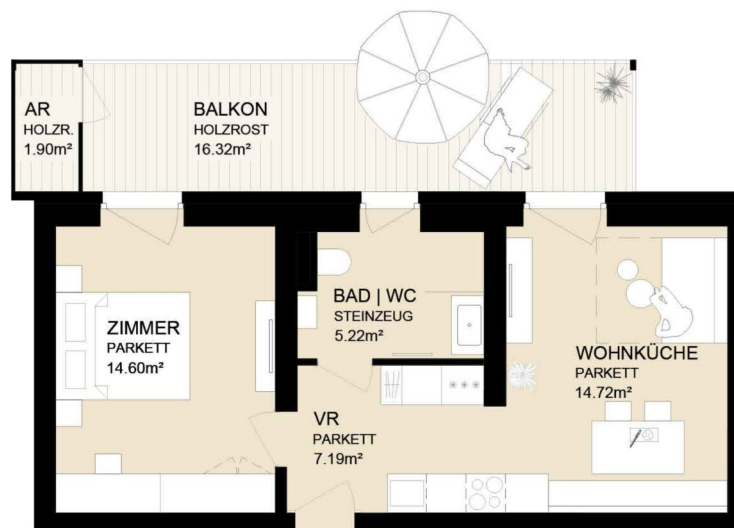 AR
HOLZR.
1.90m²
BALKON
HOLZROST
16.32m²
ZIMMER
PARKETT
14.60m²
BAD | WC
STEINZEUG
5.22m²
WOHNKÜCHE
PARKETT
14.72m²
VR
PARKETT
7.19m²